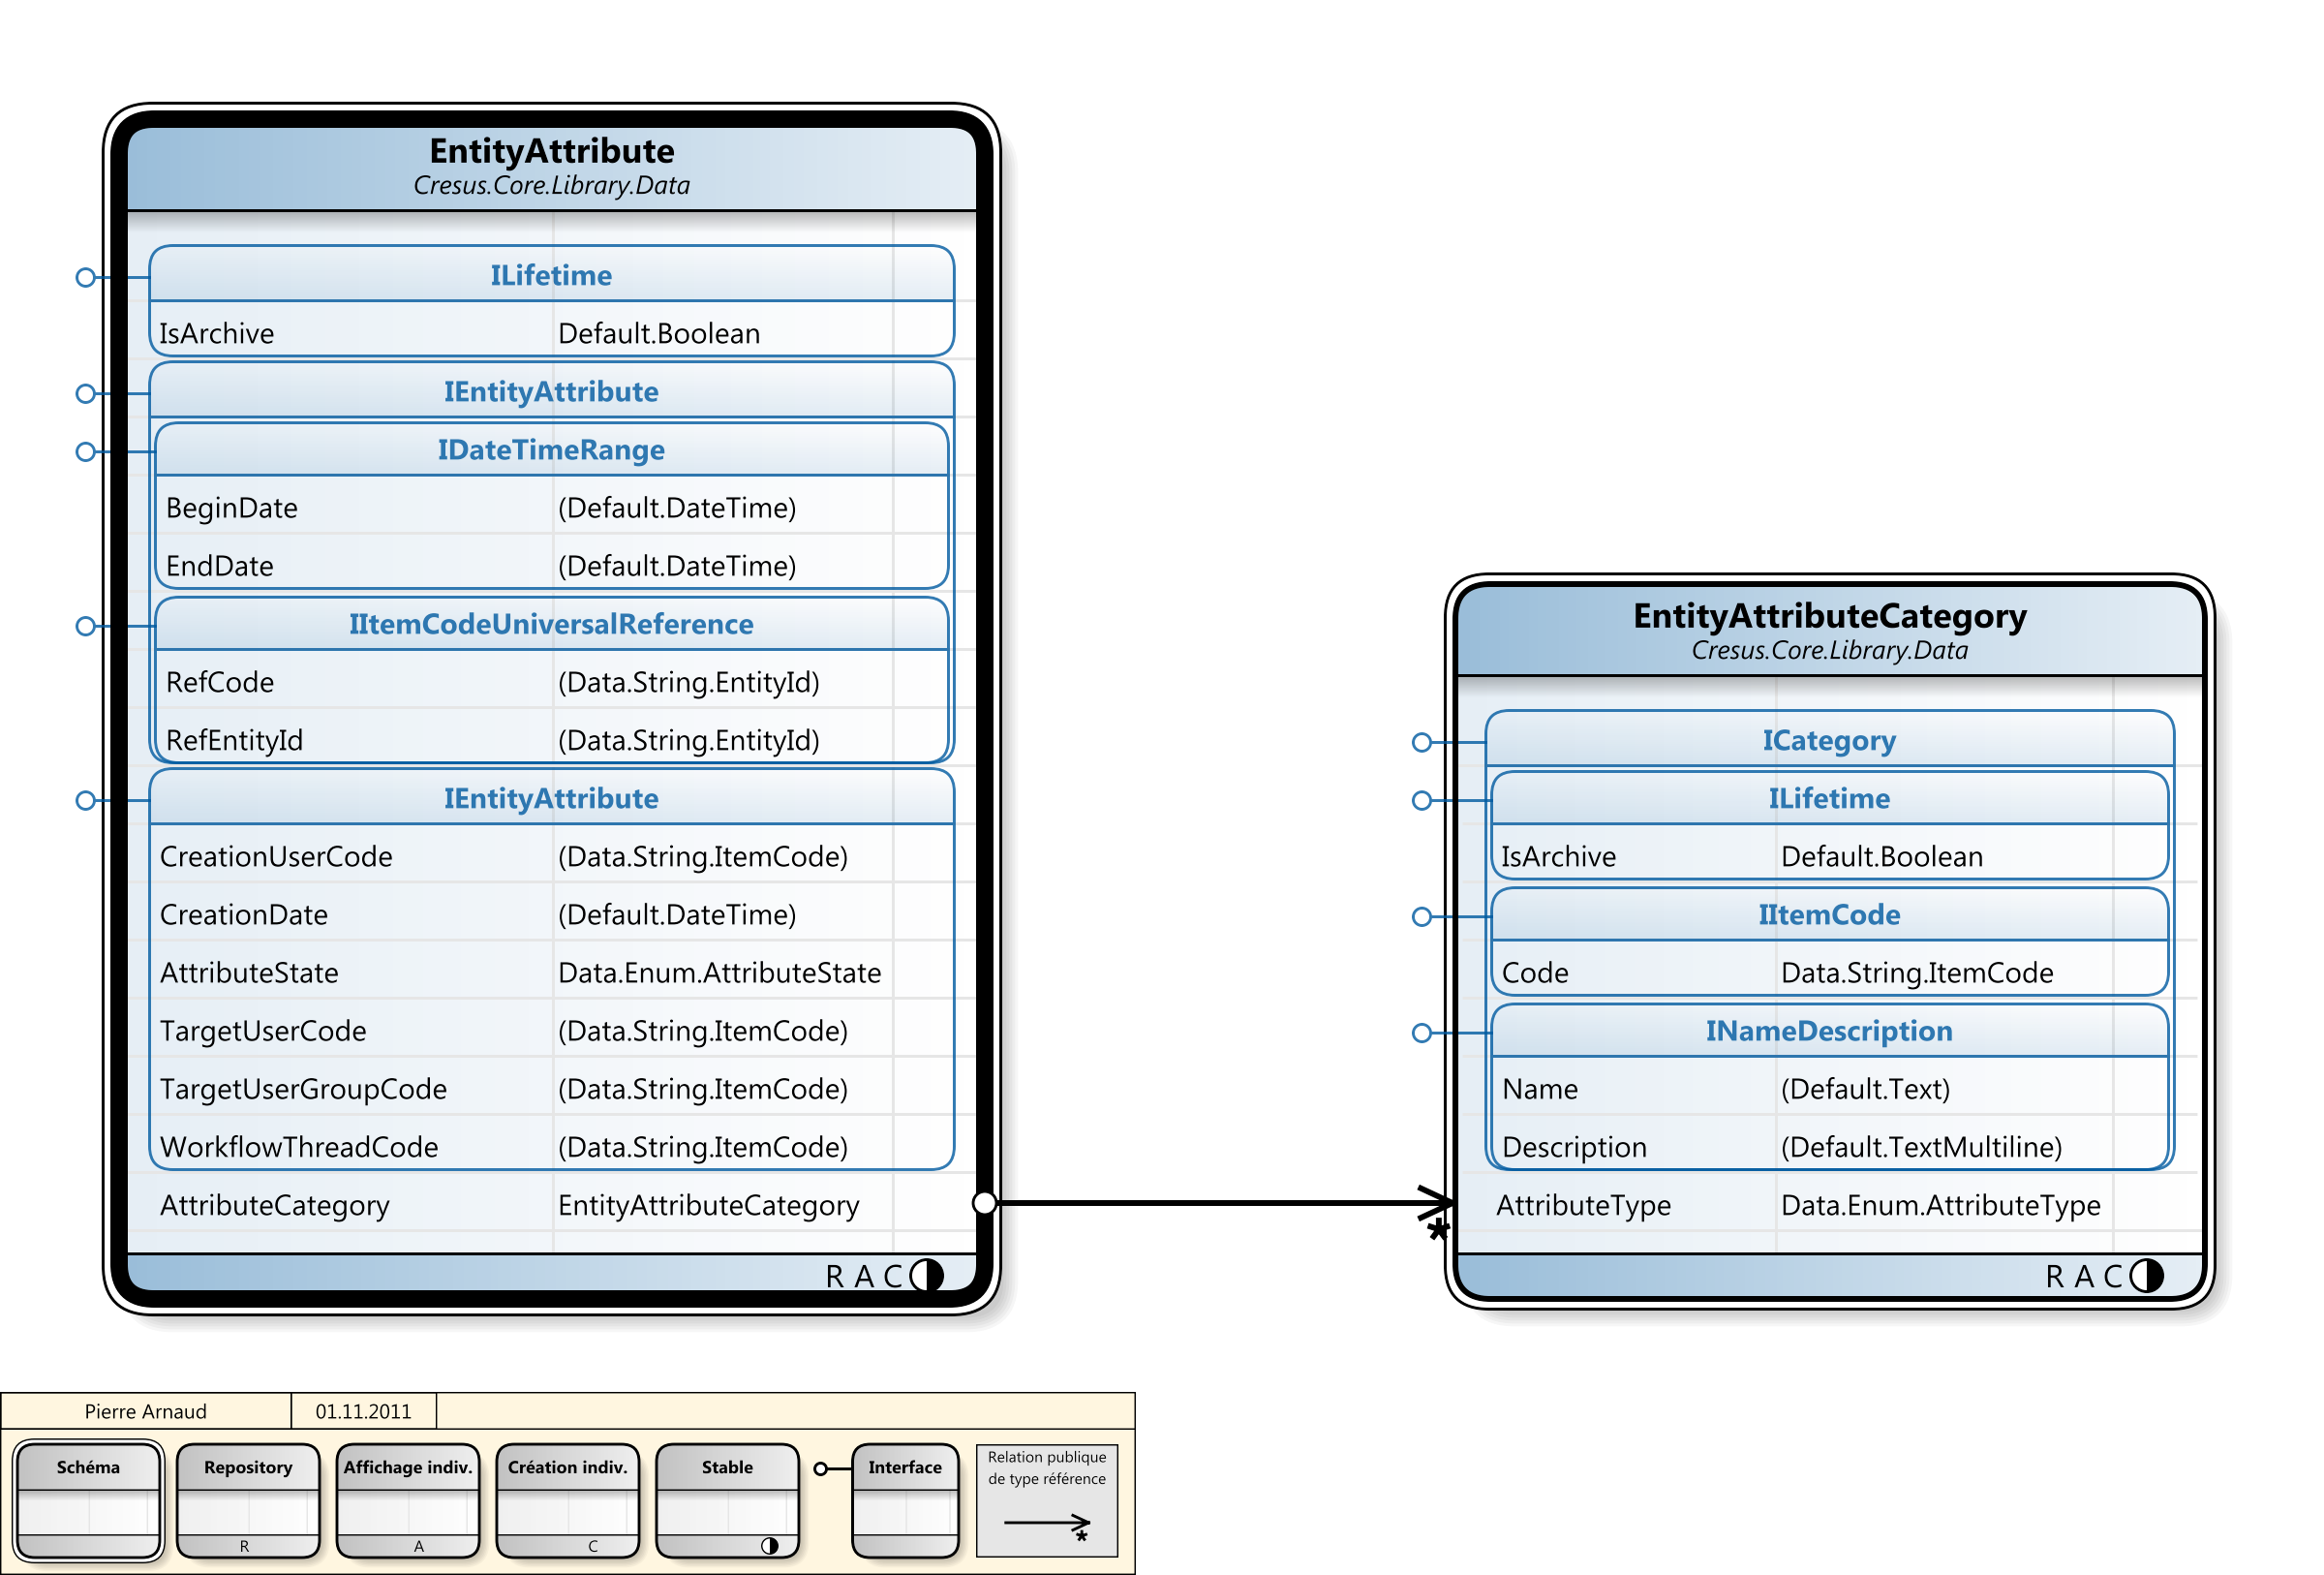 EntityAttribute
Cresus.Core.Library.Data
ILifetime
IsArchive Default.Boolean
IEntityAttribute
IDateTimeRange
BeginDate (Default.DateTime)
EndDate (Default.DateTime)
IItemCodeUniversalReference
RefCode (Data.String.EntityId)
RefEntityId (Data.String.EntityId)
IEntityAttribute
CreationUserCode (Data.String.ItemCode)
CreationDate (Default.DateTime)
AttributeState Data.Enum.AttributeState
TargetUserCode (Data.String.ItemCode)
TargetUserGroupCode (Data.String.ItemCode)
WorkflowThreadCode (Data.String.ItemCode)
AttributeCategory EntityAttributeCategory
R A C
*
EntityAttributeCategory
Cresus.Core.Library.Data
ICategory
ILifetime
IsArchive Default.Boolean
IItemCode
Code Data.String.ItemCode
INameDescription
Name (Default.Text)
Description (Default.TextMultiline)
AttributeType Data.Enum.AttributeType
R A C
Pierre Arnaud 01.11.2011
Schéma
Repository
R
Affichage indiv.
A
Création indiv.
C
Stable
Interface
Relation publique
de type référence
*